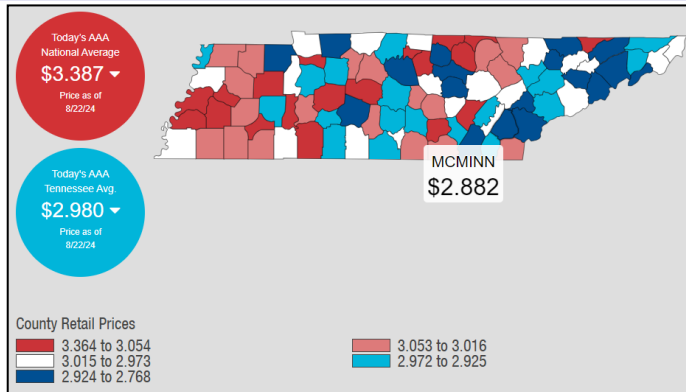 Today's AAA
National Average
$3.387
Price as of
8/22/24
Today's AAA
Tennessee Avg.
$2.980
Price as of
8/22/24
MCMINN
$2.882
County Retail Prices
3.364 to 3.054
3.053 to 3.016
3.015 to 2.973
2.972 to 2.925
2.924 to 2.768